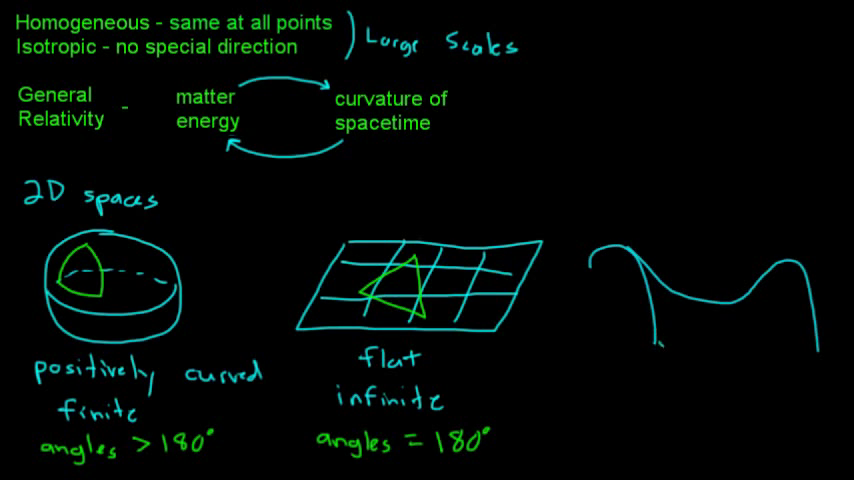 Homogeneous - same at all points
Isotropic - no special direction
Large Scales
General Relativity - matter energy
curvature of spacetime
2D spaces
positively curved
finite
angles > 180°
flat
infinite
angles = 180°